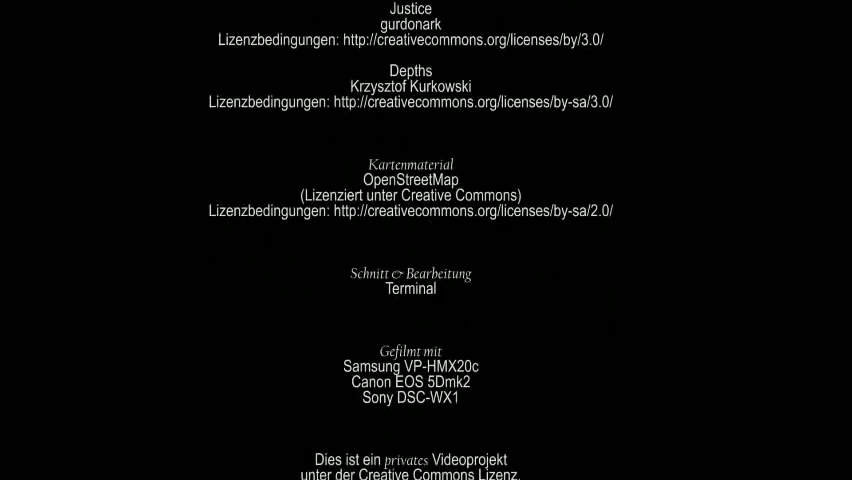 Justice
gurdonark
Lizenzbedingungen: http://creativecommons.org/licenses/by/3.0/
Depths
Krzysztof Kurkowski
Lizenzbedingungen: http://creativecommons.org/licenses/by-sa/3.0/
Kartenmaterial
OpenStreetMap
(Lizenziert unter Creative Commons)
Lizenzbedingungen: http://creativecommons.org/licenses/by-sa/2.0/
Schnitt & Bearbeitung
Terminal
Gefilmt mit
Samsung VP-HMX20c
Canon EOS 5Dmk2
Sony DSC-WX1
Dies ist ein privates Videoprojekt
unter der Creative Commons Lizenz.